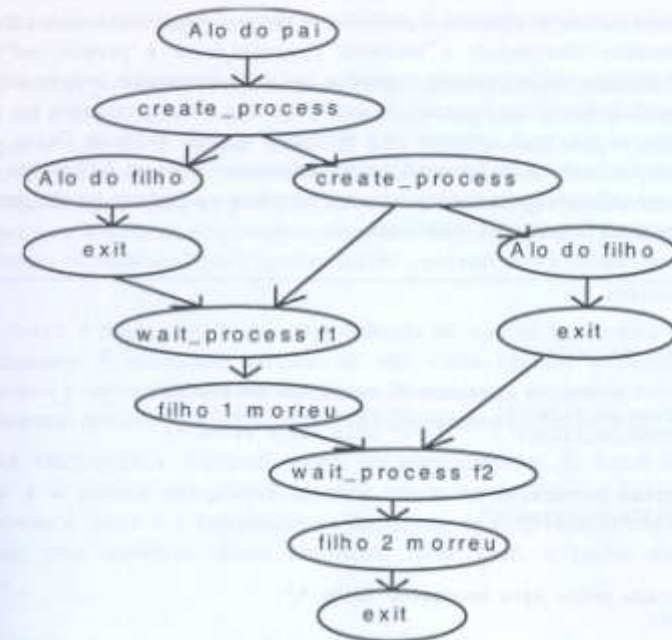 Alo do pai
create_process
Alo do filho
create_process
exit
Alo do filho
wait_process f1
exit
filho 1 morreu
wait_process f2
filho 2 morreu
exit